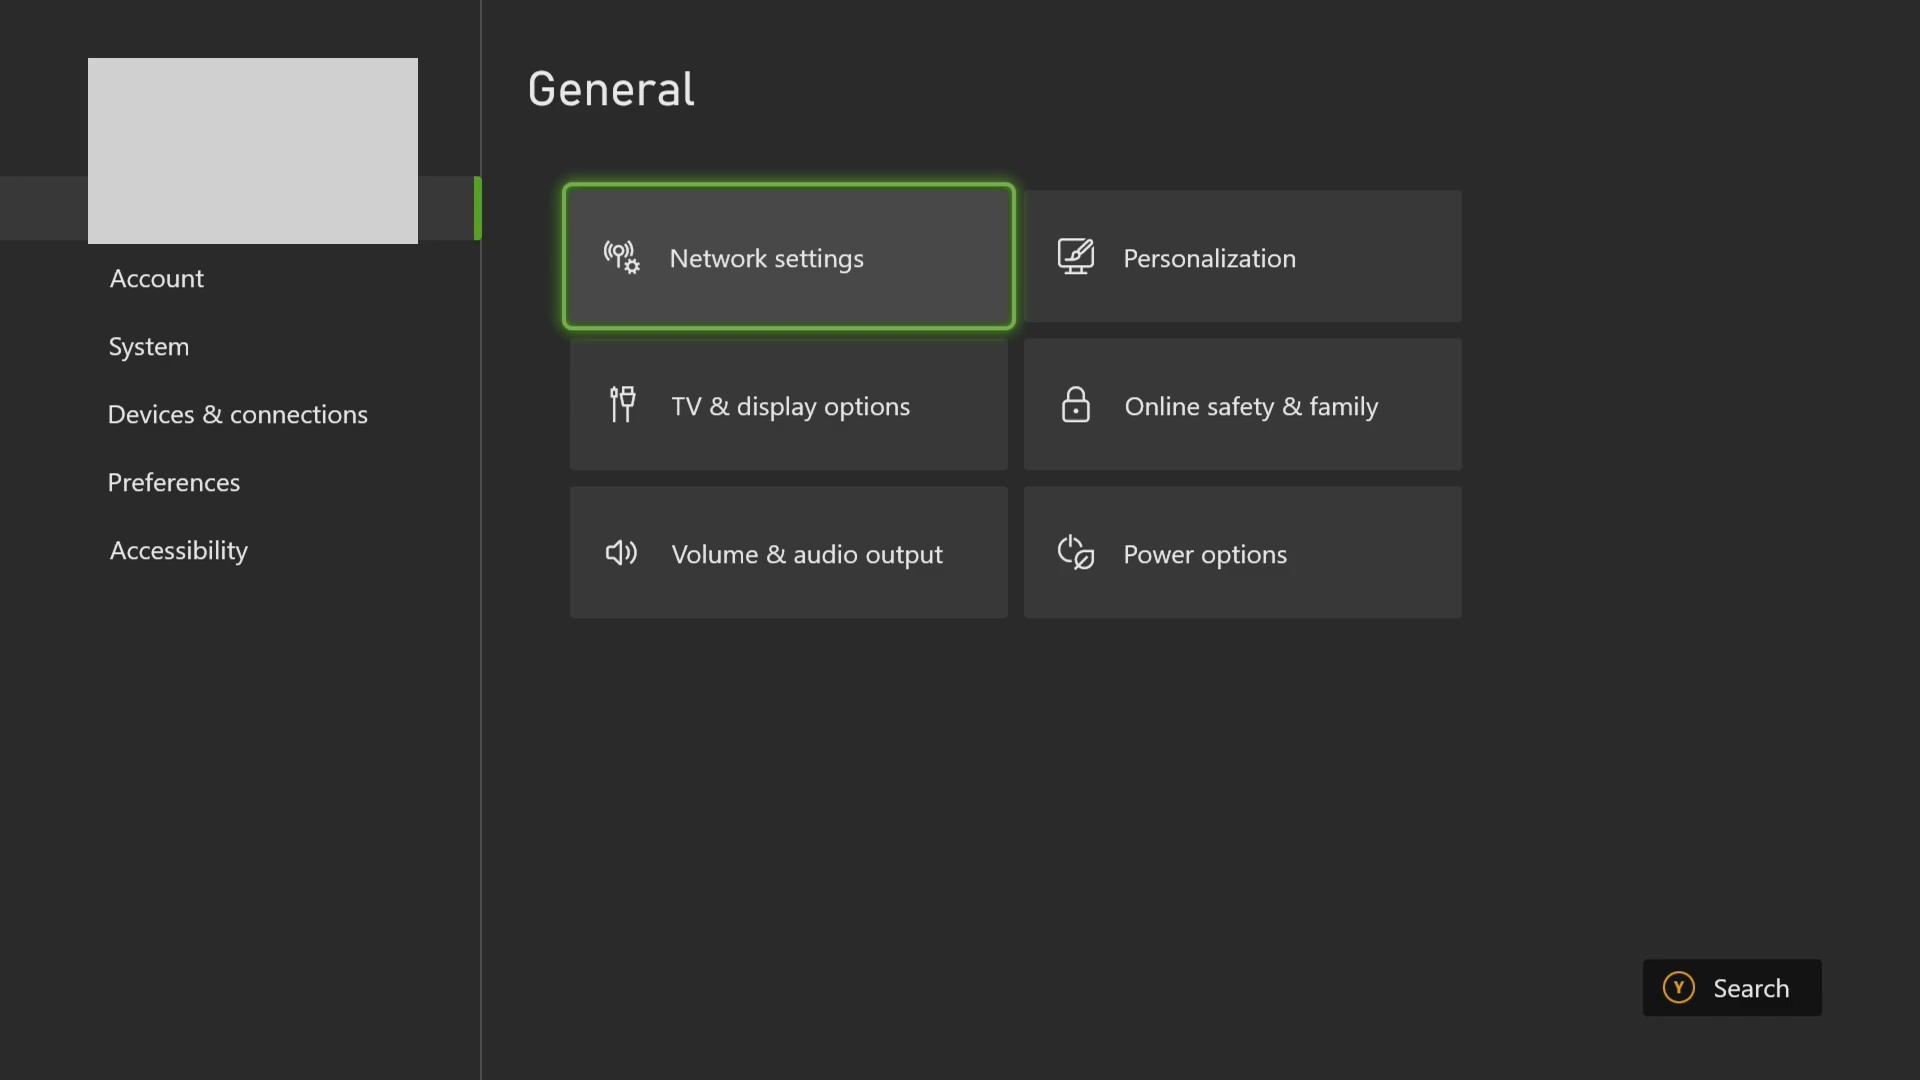 General
Network settings
Personalization
Account
System
TV & display options
Online safety & family
Devices & connections
Preferences
Accessibility
Volume & audio output
Power options
Y Search